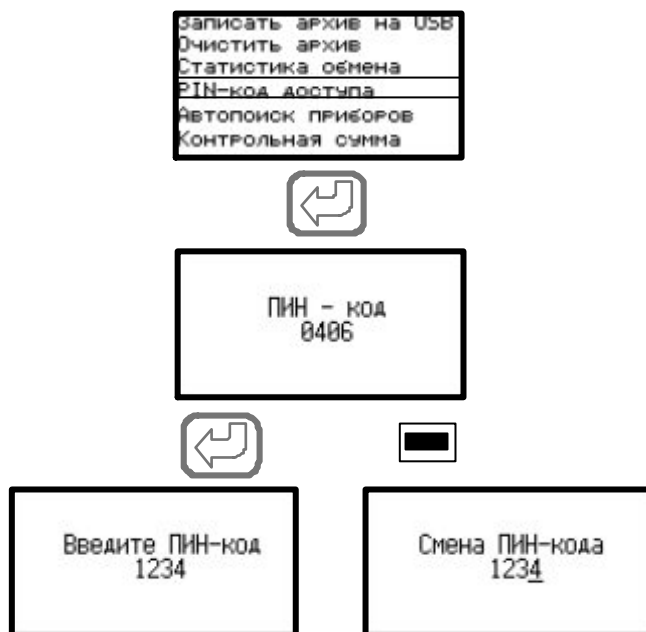 Записать архив на USB
Очистить архив
Статистика обмена
PIN-код доступа
Автопоиск приборов
Контрольная сумма
ПИН - код
0406
Введите ПИН-код
1234
Смена ПИН-кода
1234